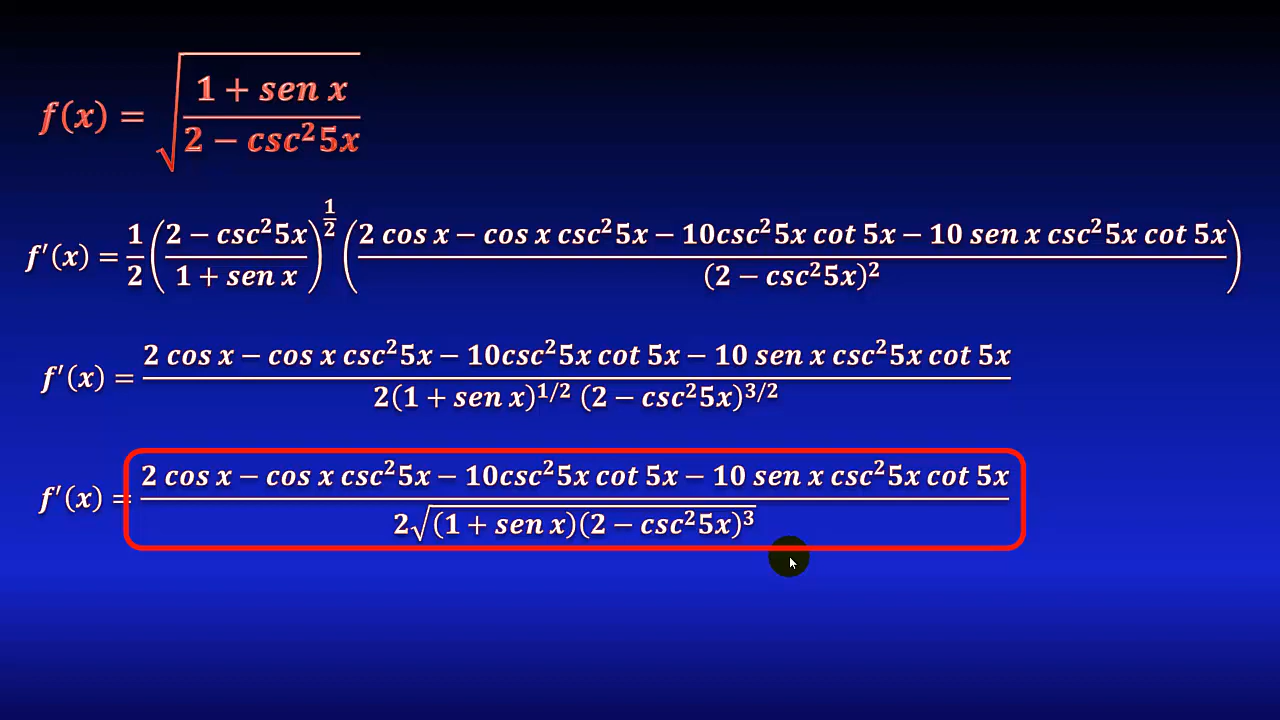 f(x) = √((1 + sen x)/(2 − csc²5x))
f′(x) = 1/2 ((2 − csc²5x)/(1 + sen x))^(1/2) ((2 cos x − cos x csc²5x − 10csc²5x cot 5x − 10 sen x csc²5x cot 5x)/((2 − csc²5x)²))
f′(x) = (2 cos x − cos x csc²5x − 10csc²5x cot 5x − 10 sen x csc²5x cot 5x)/(2(1 + sen x)^(1/2) (2 − csc²5x)^(3/2))
f′(x) = (2 cos x − cos x csc²5x − 10csc²5x cot 5x − 10 sen x csc²5x cot 5x)/(2√((1 + sen x)(2 − csc²5x)³))